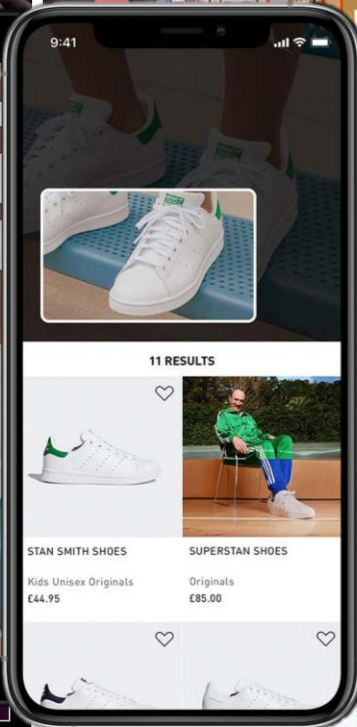 9:41
11 RESULTS
STAN SMITH SHOES
Kids Unisex Originals
£44.95
SUPERSTAN SHOES
Originals
£85.00